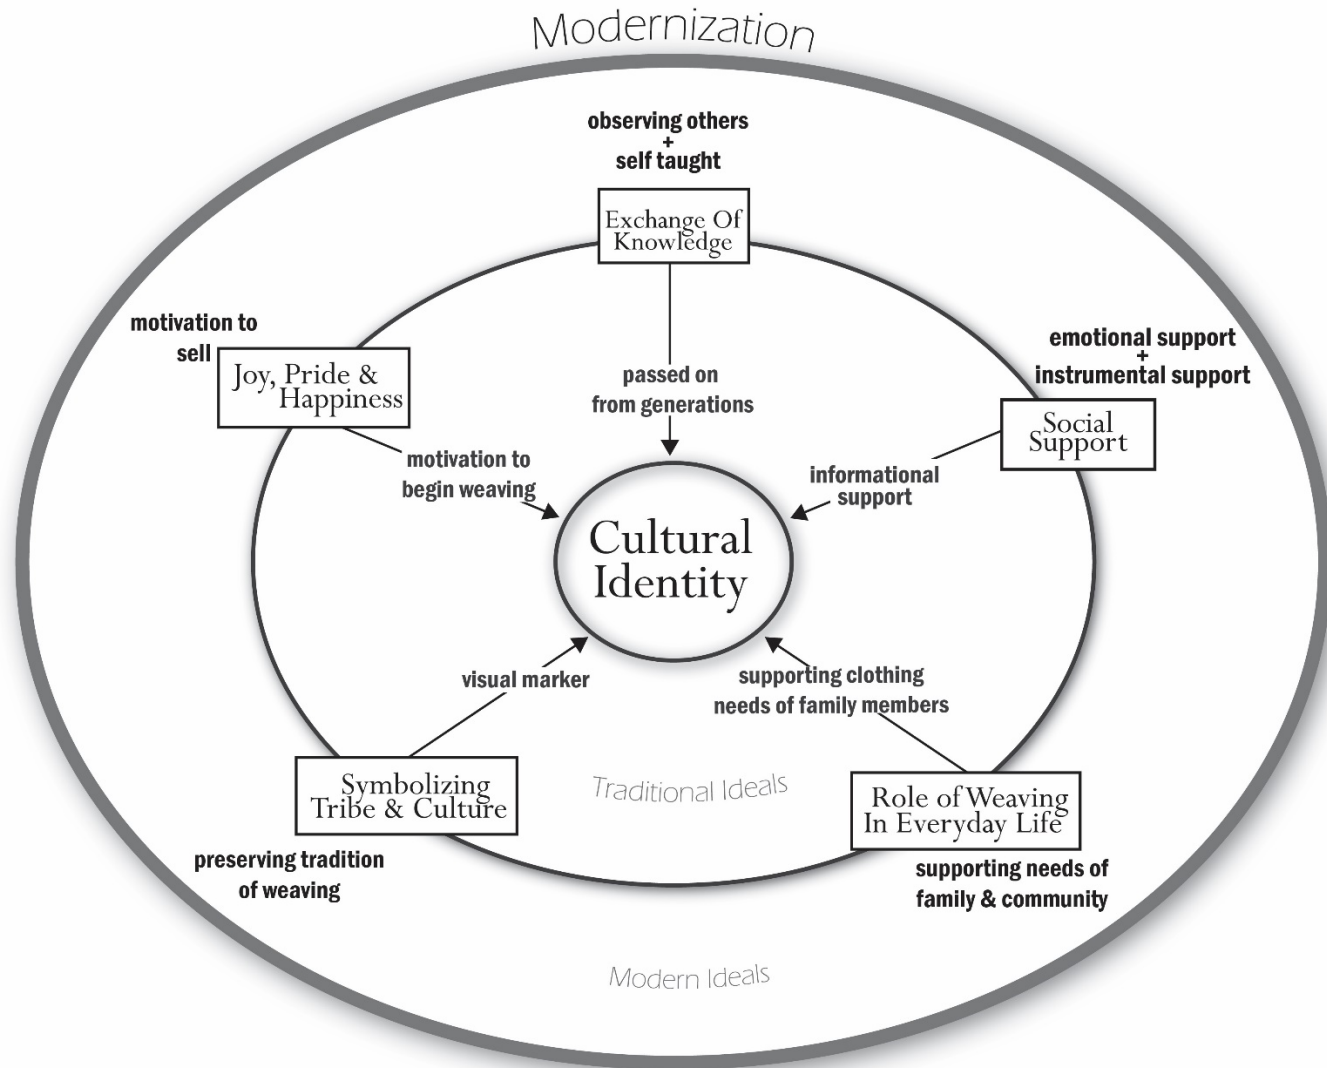 Modernization
observing others
+
self taught
Exchange Of
Knowledge
motivation to
sell
Joy, Pride &
Happiness
emotional support
+
instrumental support
Social
Support
passed on
from generations
motivation to
begin weaving
informational
support
Cultural
Identity
visual marker
supporting clothing
needs of family members
Symbolizing
Tribe & Culture
Traditional Ideals
Role of Weaving
In Everyday Life
preserving tradition
of weaving
supporting needs of
family & community
Modern Ideals